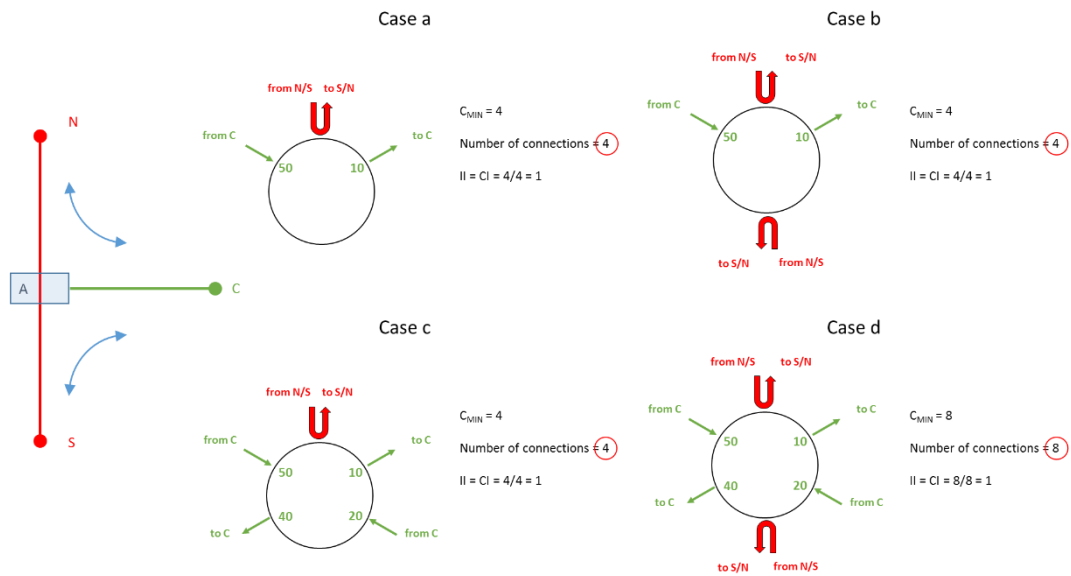 Case a
Case b
N
A
C
S
from N/S to S/N
from C
to C
50
10
C_MIN = 4
Number of connections = 4
II = CI = 4/4 = 1
from N/S to S/N
from C
to C
50
10
to S/N from N/S
C_MIN = 4
Number of connections = 4
II = CI = 4/4 = 1
Case c
Case d
from N/S to S/N
from C
to C
50
10
40
20
to C
from C
C_MIN = 4
Number of connections = 4
II = CI = 4/4 = 1
from N/S to S/N
from C
to C
50
10
40
20
to C
from C
to S/N from N/S
C_MIN = 8
Number of connections = 8
II = CI = 8/8 = 1